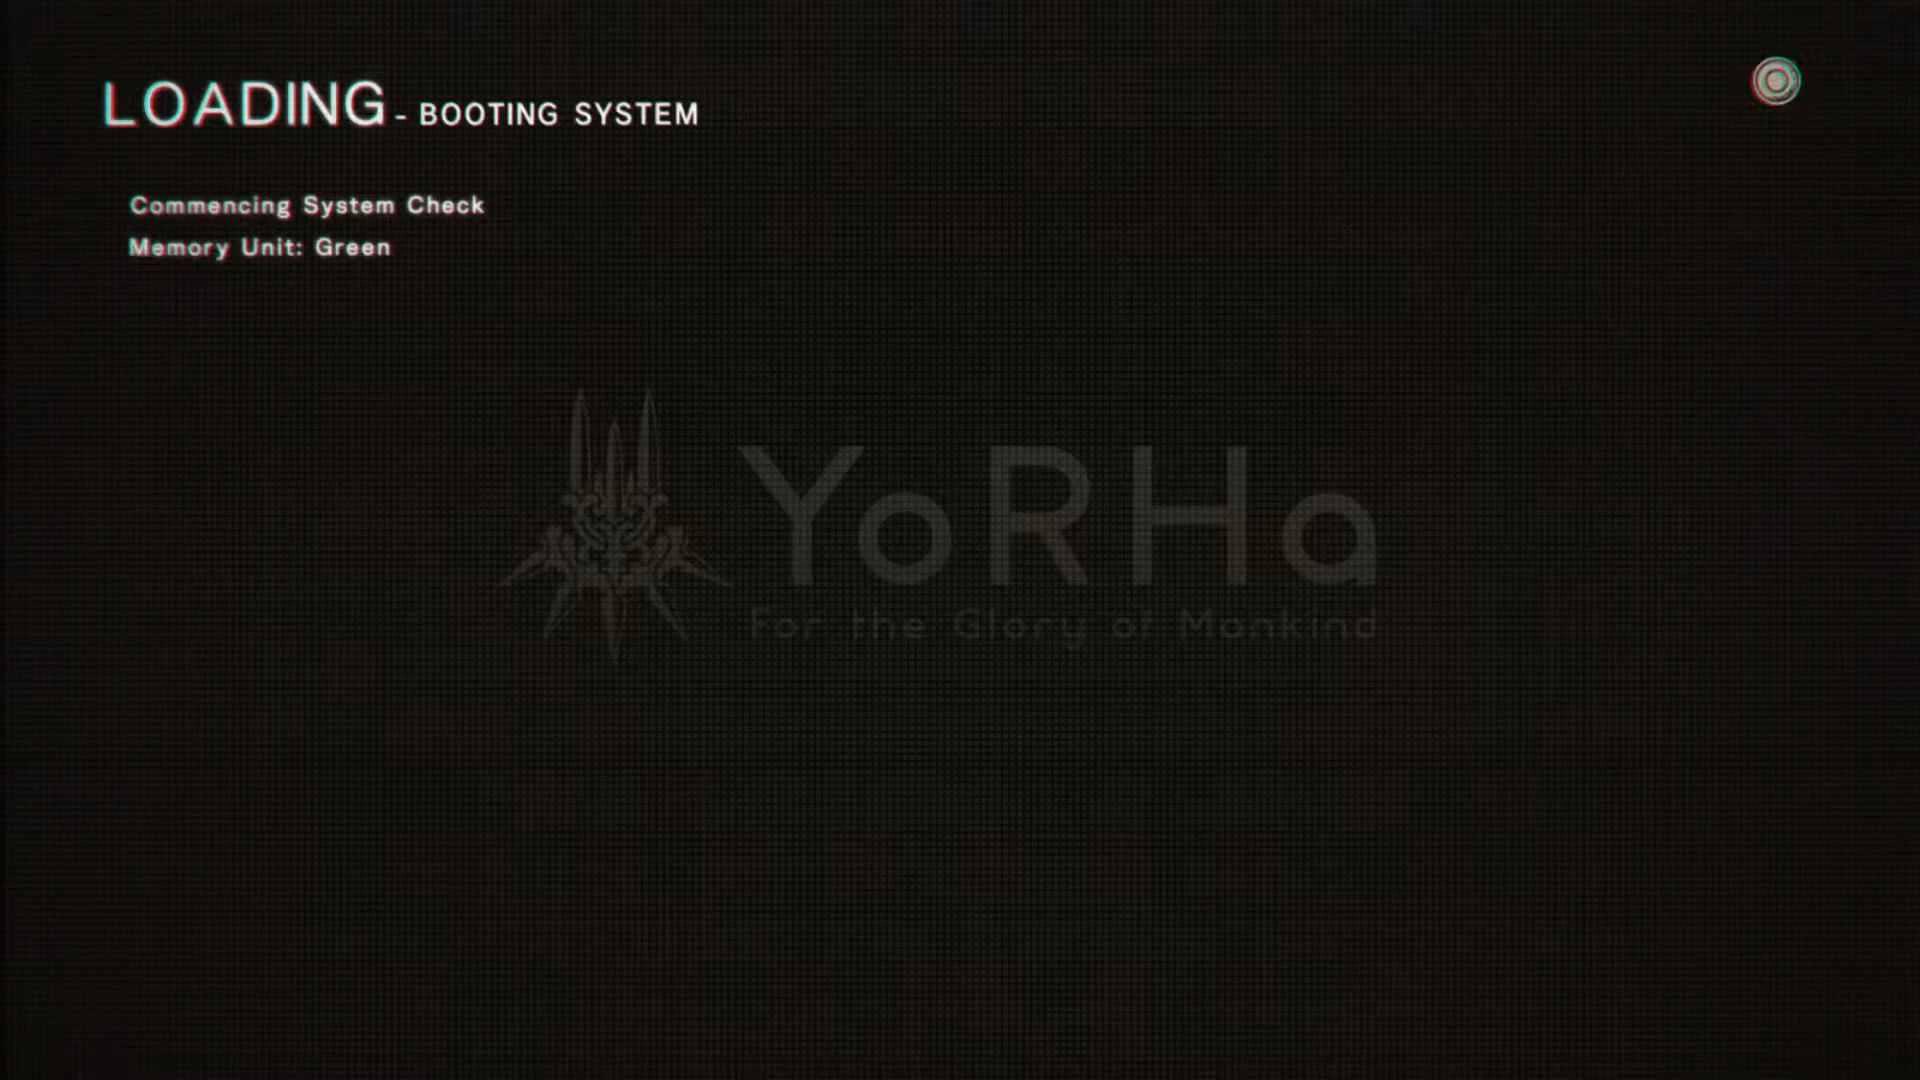 LOADING - BOOTING SYSTEM
Commencing System Check
Memory Unit: Green
YoRHa
For the Glory of Mankind